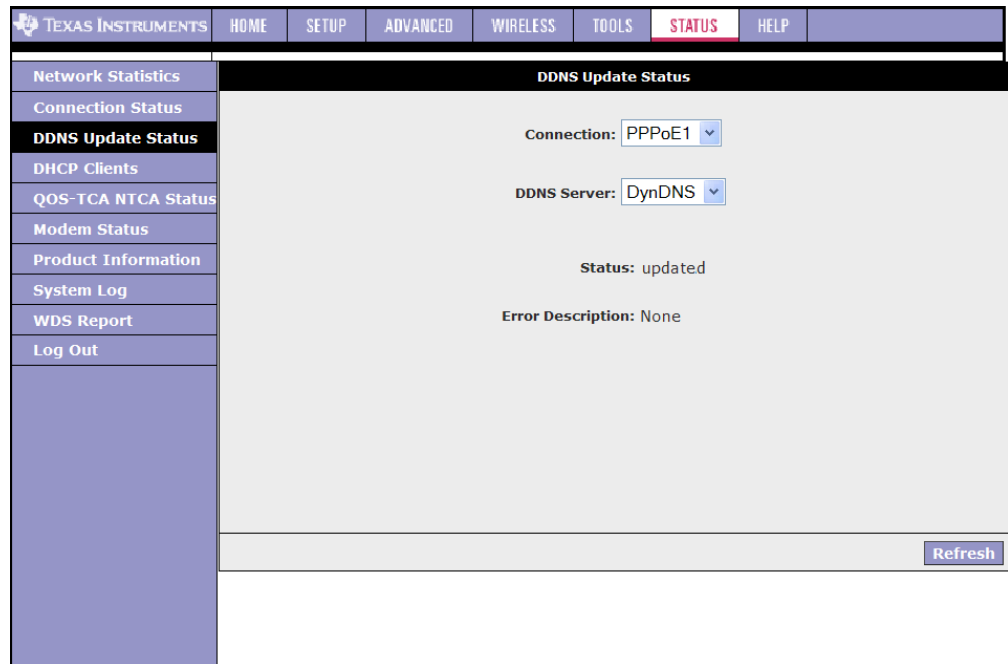 TEXAS INSTRUMENTS HOME SETUP ADVANCED WIRELESS TOOLS STATUS HELP
Network Statistics
Connection Status
DDNS Update Status
DHCP Clients
QOS-TCA NTCA Status
Modem Status
Product Information
System Log
WDS Report
Log Out
DDNS Update Status
Connection: PPPoE1
DDNS Server: DynDNS
Status: updated
Error Description: None
Refresh